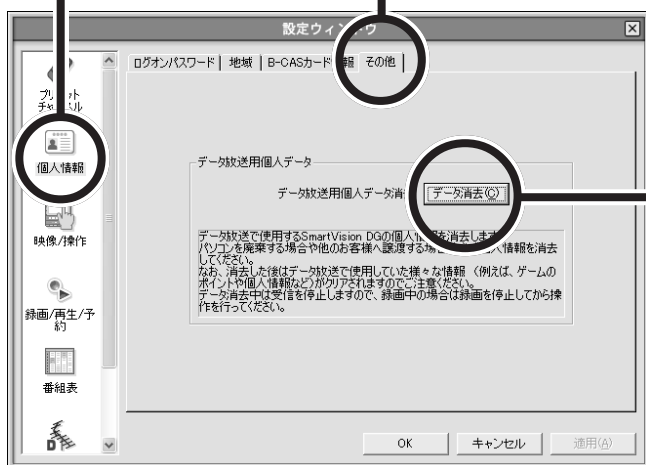 設定ウィンドウ
ログオンパスワード
地域
B-CASカード 報
その他
プリ ット
チャ ル
個人情報
映像/操作
録画/再生/予
約
番組表
データ放送用個人データ
データ放送用個人データ消
データ消去(C)
データ放送で使用するSmartVision DGの個人情報を消去しま
パソコンを廃棄する場合や他のお客様へ譲渡する場 人情報を消去
してください。
なお、消去した後はデータ放送で使用していた様々な情報 (例えば、ゲームの
ポイントや個人情報など)がクリアされますのでご注意ください。
データ消去中は受信を停止しますので、録画中の場合は録画を停止してから操
作を行ってください。
OK
キャンセル
適用(A)